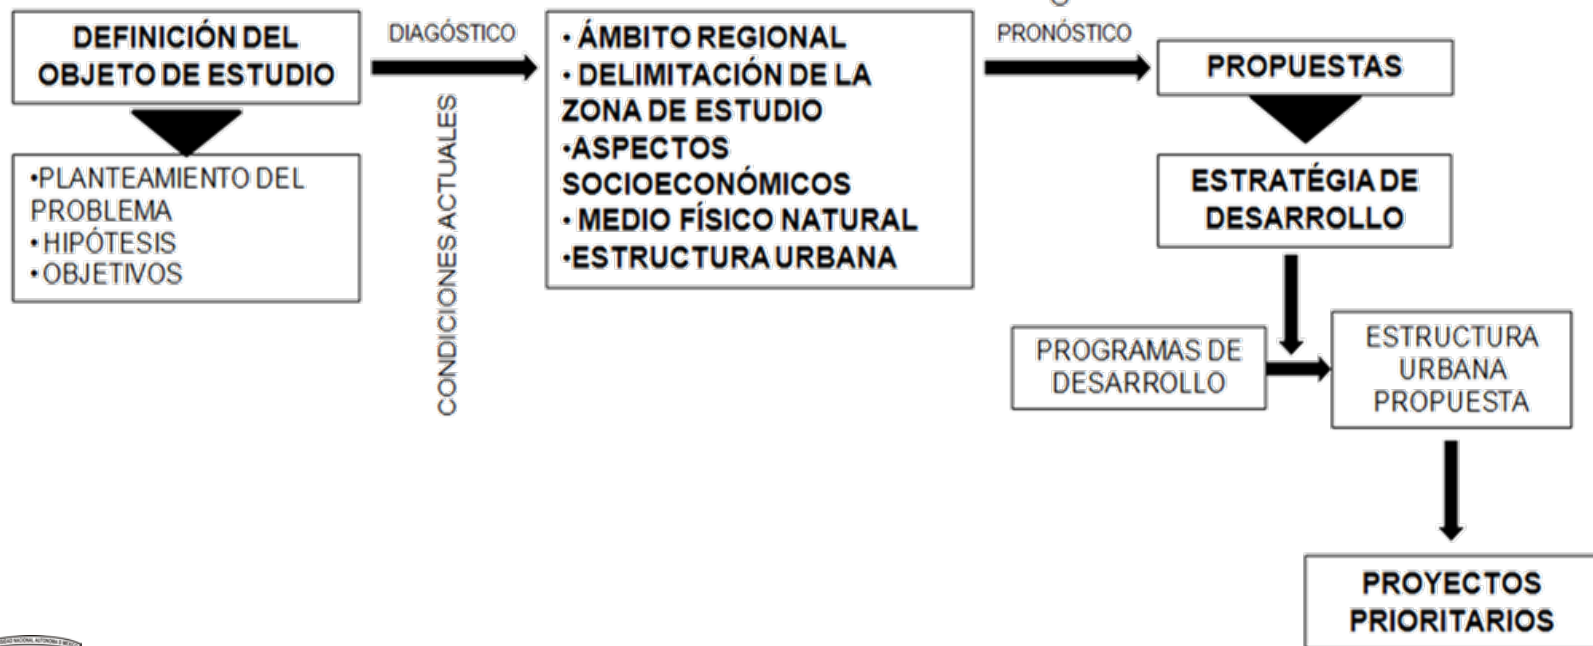 DEFINICIÓN DEL
OBJETO DE ESTUDIO
•PLANTEAMIENTO DEL
PROBLEMA
•HIPÓTESIS
•OBJETIVOS
DIAGÓSTICO
CONDICIONES ACTUALES
• ÁMBITO REGIONAL
• DELIMITACIÓN DE LA
ZONA DE ESTUDIO
•ASPECTOS
SOCIOECONÓMICOS
• MEDIO FÍSICO NATURAL
•ESTRUCTURA URBANA
PRONÓSTICO
PROPUESTAS
ESTRATÉGIA DE
DESARROLLO
PROGRAMAS DE
DESARROLLO
ESTRUCTURA
URBANA
PROPUESTA
PROYECTOS
PRIORITARIOS